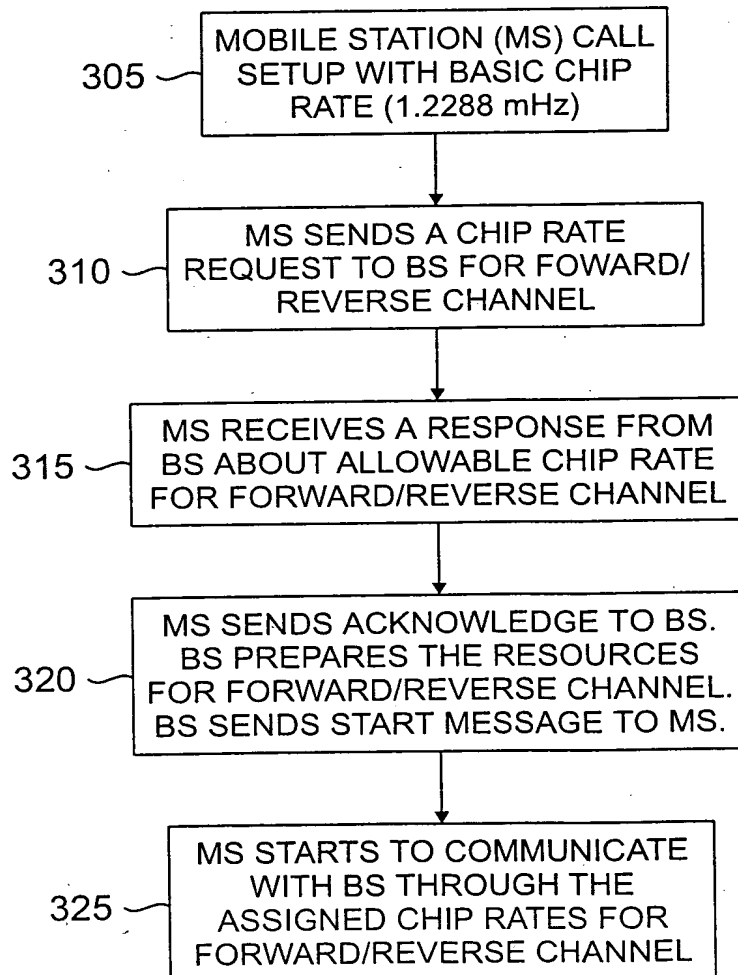 MOBILE STATION (MS) CALL
SETUP WITH BASIC CHIP
RATE (1.2288 mHz)
305
MS SENDS A CHIP RATE
REQUEST TO BS FOR FOWARD/
REVERSE CHANNEL
310
MS RECEIVES A RESPONSE FROM
BS ABOUT ALLOWABLE CHIP RATE
FOR FORWARD/REVERSE CHANNEL
315
MS SENDS ACKNOWLEDGE TO BS.
BS PREPARES THE RESOURCES
FOR FORWARD/REVERSE CHANNEL.
BS SENDS START MESSAGE TO MS.
320
MS STARTS TO COMMUNICATE
WITH BS THROUGH THE
ASSIGNED CHIP RATES FOR
FORWARD/REVERSE CHANNEL
325